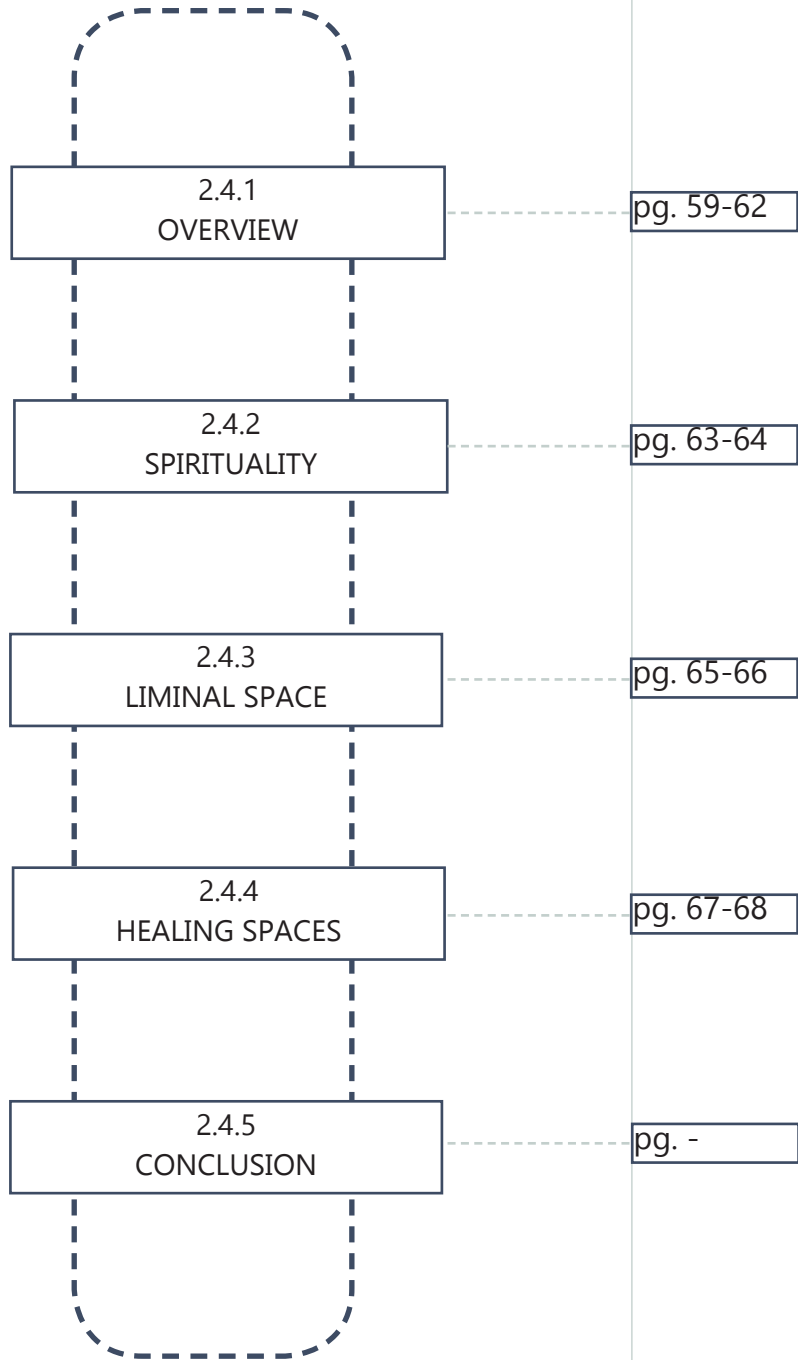 2.4.1
OVERVIEW
pg. 59-62
2.4.2
SPIRITUALITY
pg. 63-64
2.4.3
LIMINAL SPACE
pg. 65-66
2.4.4
HEALING SPACES
pg. 67-68
2.4.5
CONCLUSION
pg. -